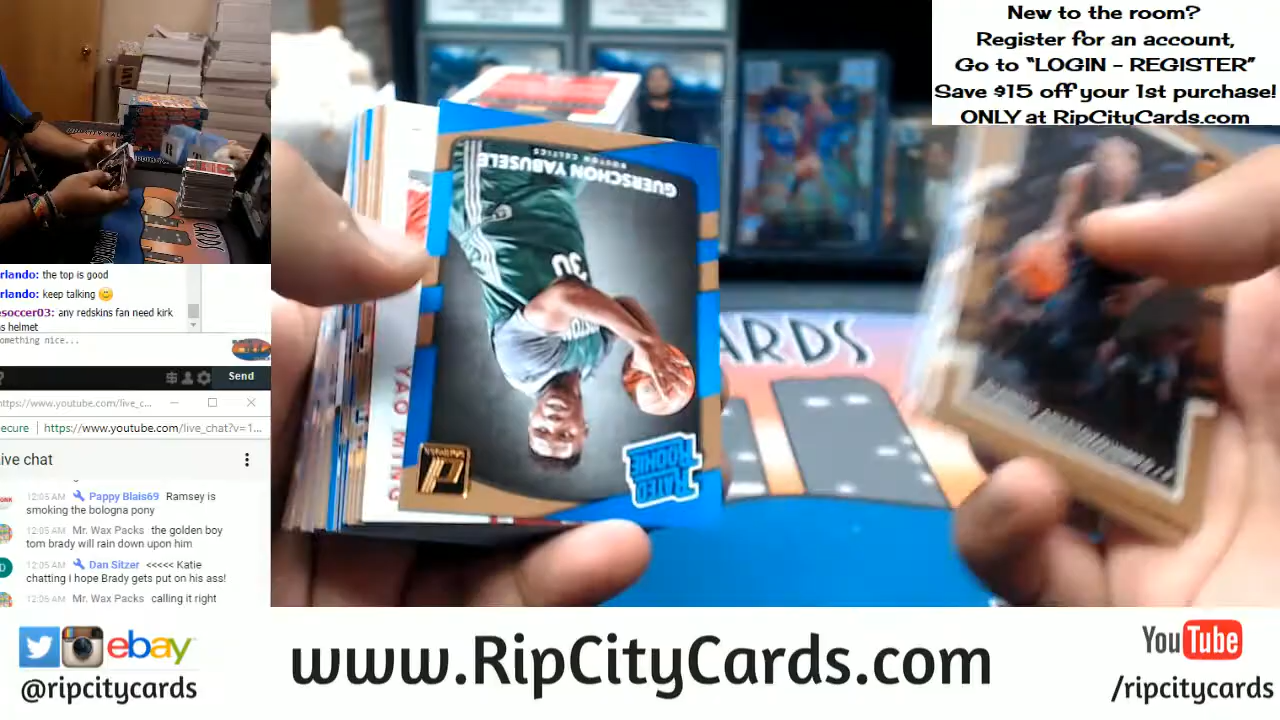 New to the room?
Register for an account,
Go to “LOGIN - REGISTER”
Save $15 off your 1st purchase!
ONLY at RipCityCards.com
GUERSCHON YABUSELE
BOSTON CELTICS
30
RATED
ROOKIE
YAO MING
ARDS
CARDS
rlando: the top is good
rlando: keep talking
esoccer03: any redskins fan need kirk
as helmet
omething nice...
Send
https://www.youtube.com/live_c...
ecure https://www.youtube.com/live_chat?v=1...
ive chat
12:05 AM Pappy Blais69 Ramsey is
smoking the bologna pony
12:05 AM Mr. Wax Packs the golden boy
tom brady will rain down upon him
D 12:05 AM Dan Sitzer <<<<< Katie
chatting i hope Brady gets put on his ass!
12:05 AM Mr. Wax Packs calling it right
ebay
@ripcitycards
www.RipCityCards.com
YouTube
/ripcitycards